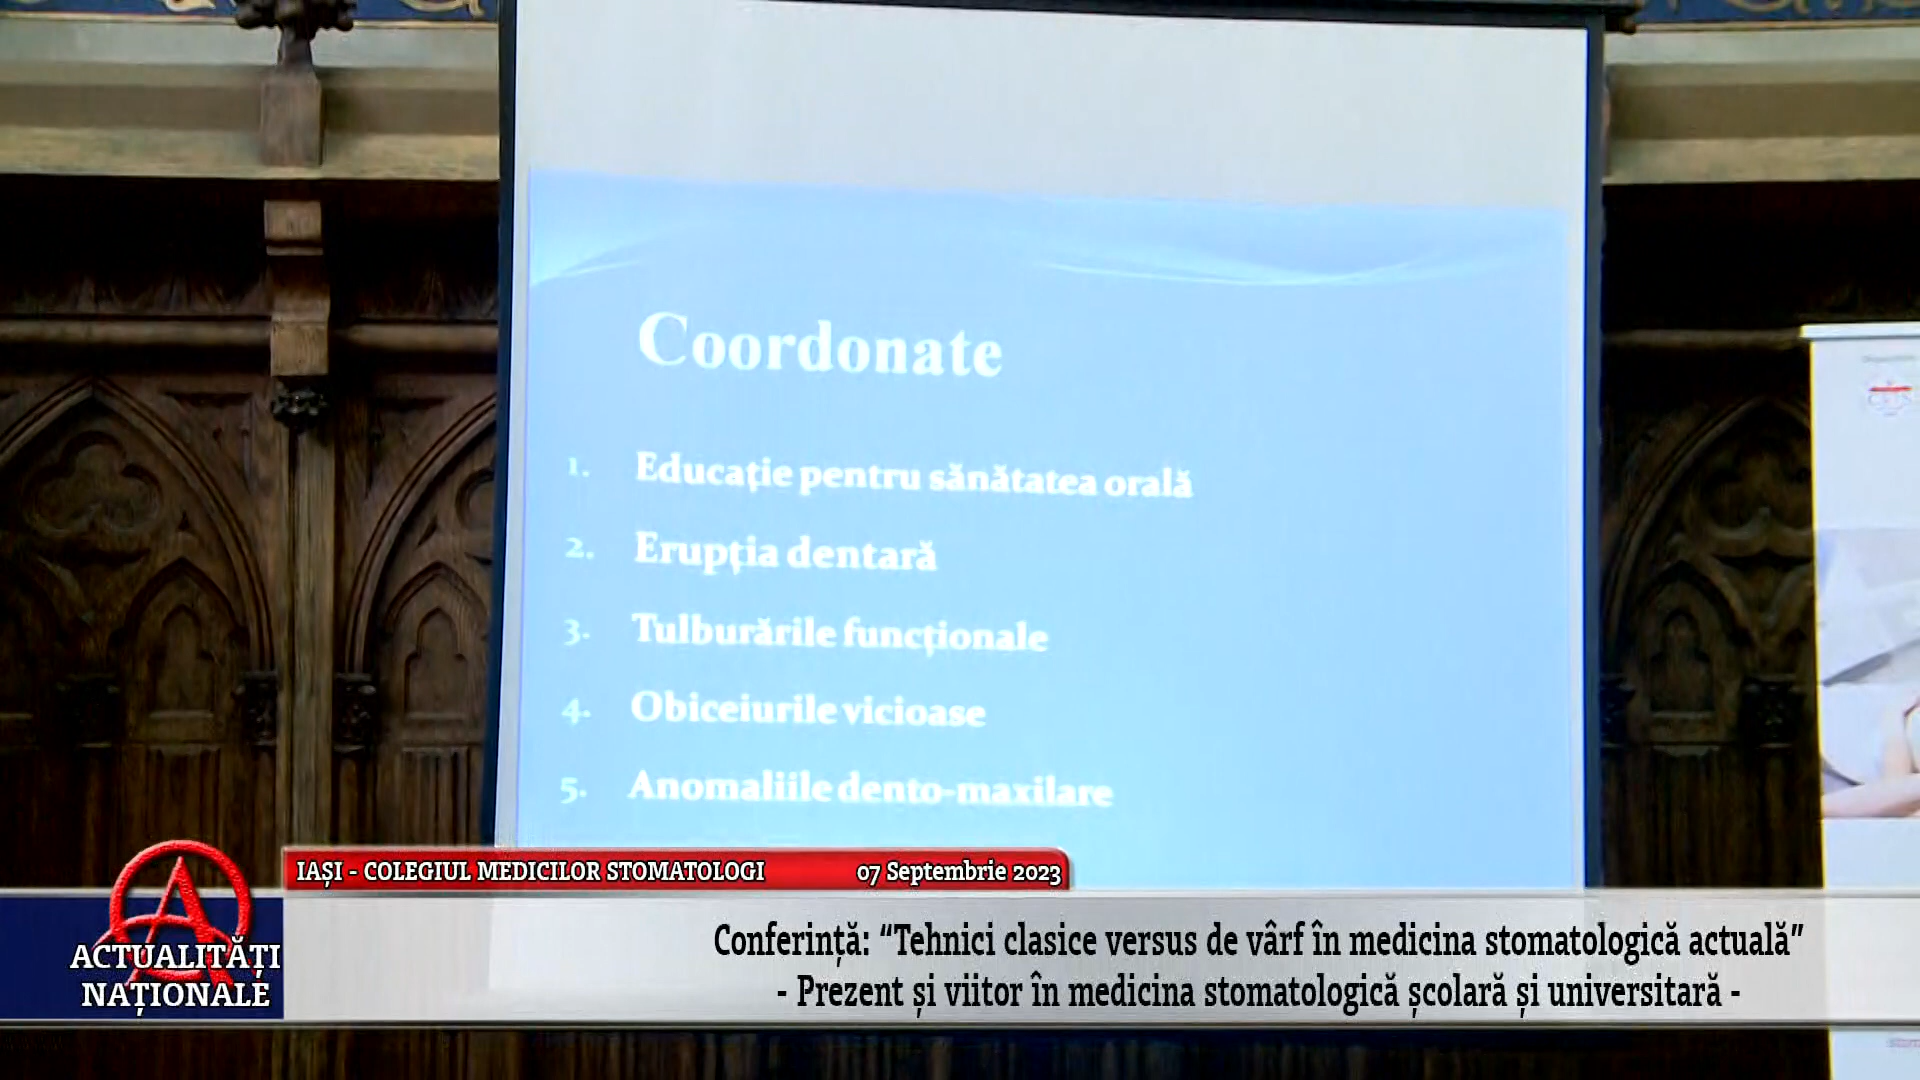 Coordonate
1. Educație pentru sănătatea orală
2. Erupția dentară
3. Tulburările funcționale
4. Obiceiurile vicioase
5. Anomaliile dento-maxilare
IAȘI - COLEGIUL MEDICILOR STOMATOLOGI 07 Septembrie 2023
ACTUALITĂȚI
NAȚIONALE
Conferință: “Tehnici clasice versus de vârf în medicina stomatologică actuală”
- Prezent și viitor în medicina stomatologică școlară și universitară -